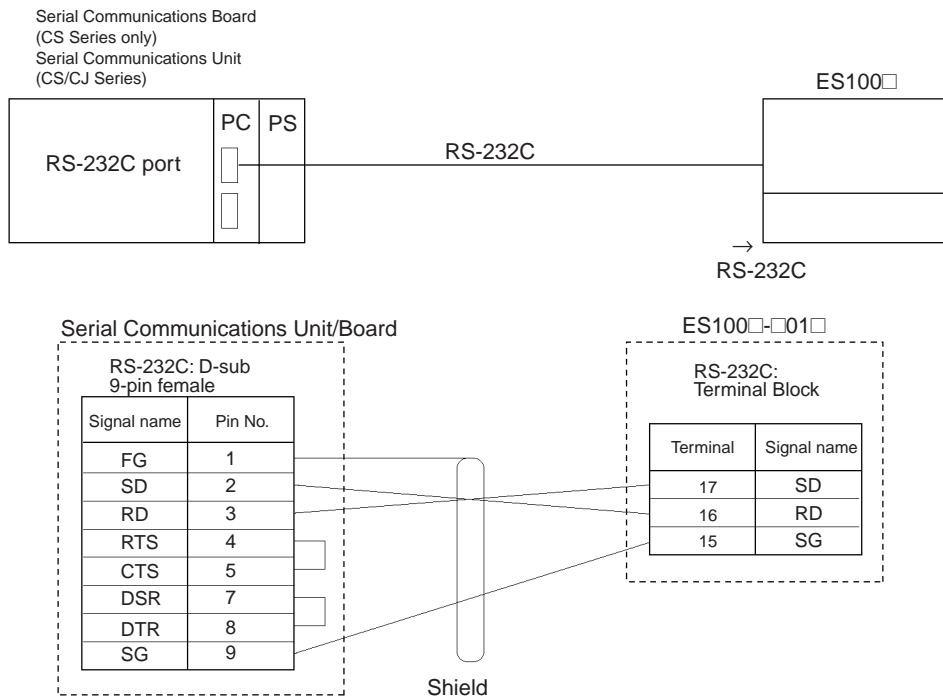 Serial Communications Board
(CS Series only)
Serial Communications Unit
(CS/CJ Series)
ES100□
PC PS
RS-232C port
RS-232C
→
RS-232C
Serial Communications Unit/Board
RS-232C: D-sub
9-pin female
Signal name Pin No.
FG 1
SD 2
RD 3
RTS 4
CTS 5
DSR 7
DTR 8
SG 9
Shield
ES100□-□01□
RS-232C:
Terminal Block
Terminal Signal name
17 SD
16 RD
15 SG